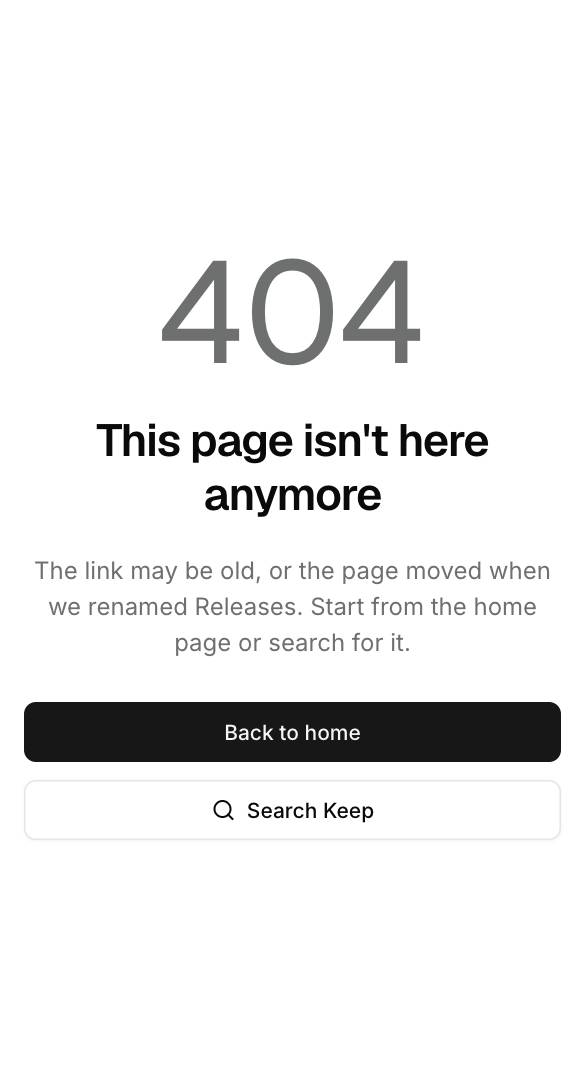 404
This page isn't here
anymore
The link may be old, or the page moved when
we renamed Releases. Start from the home
page or search for it.
Back to home
Search Keep